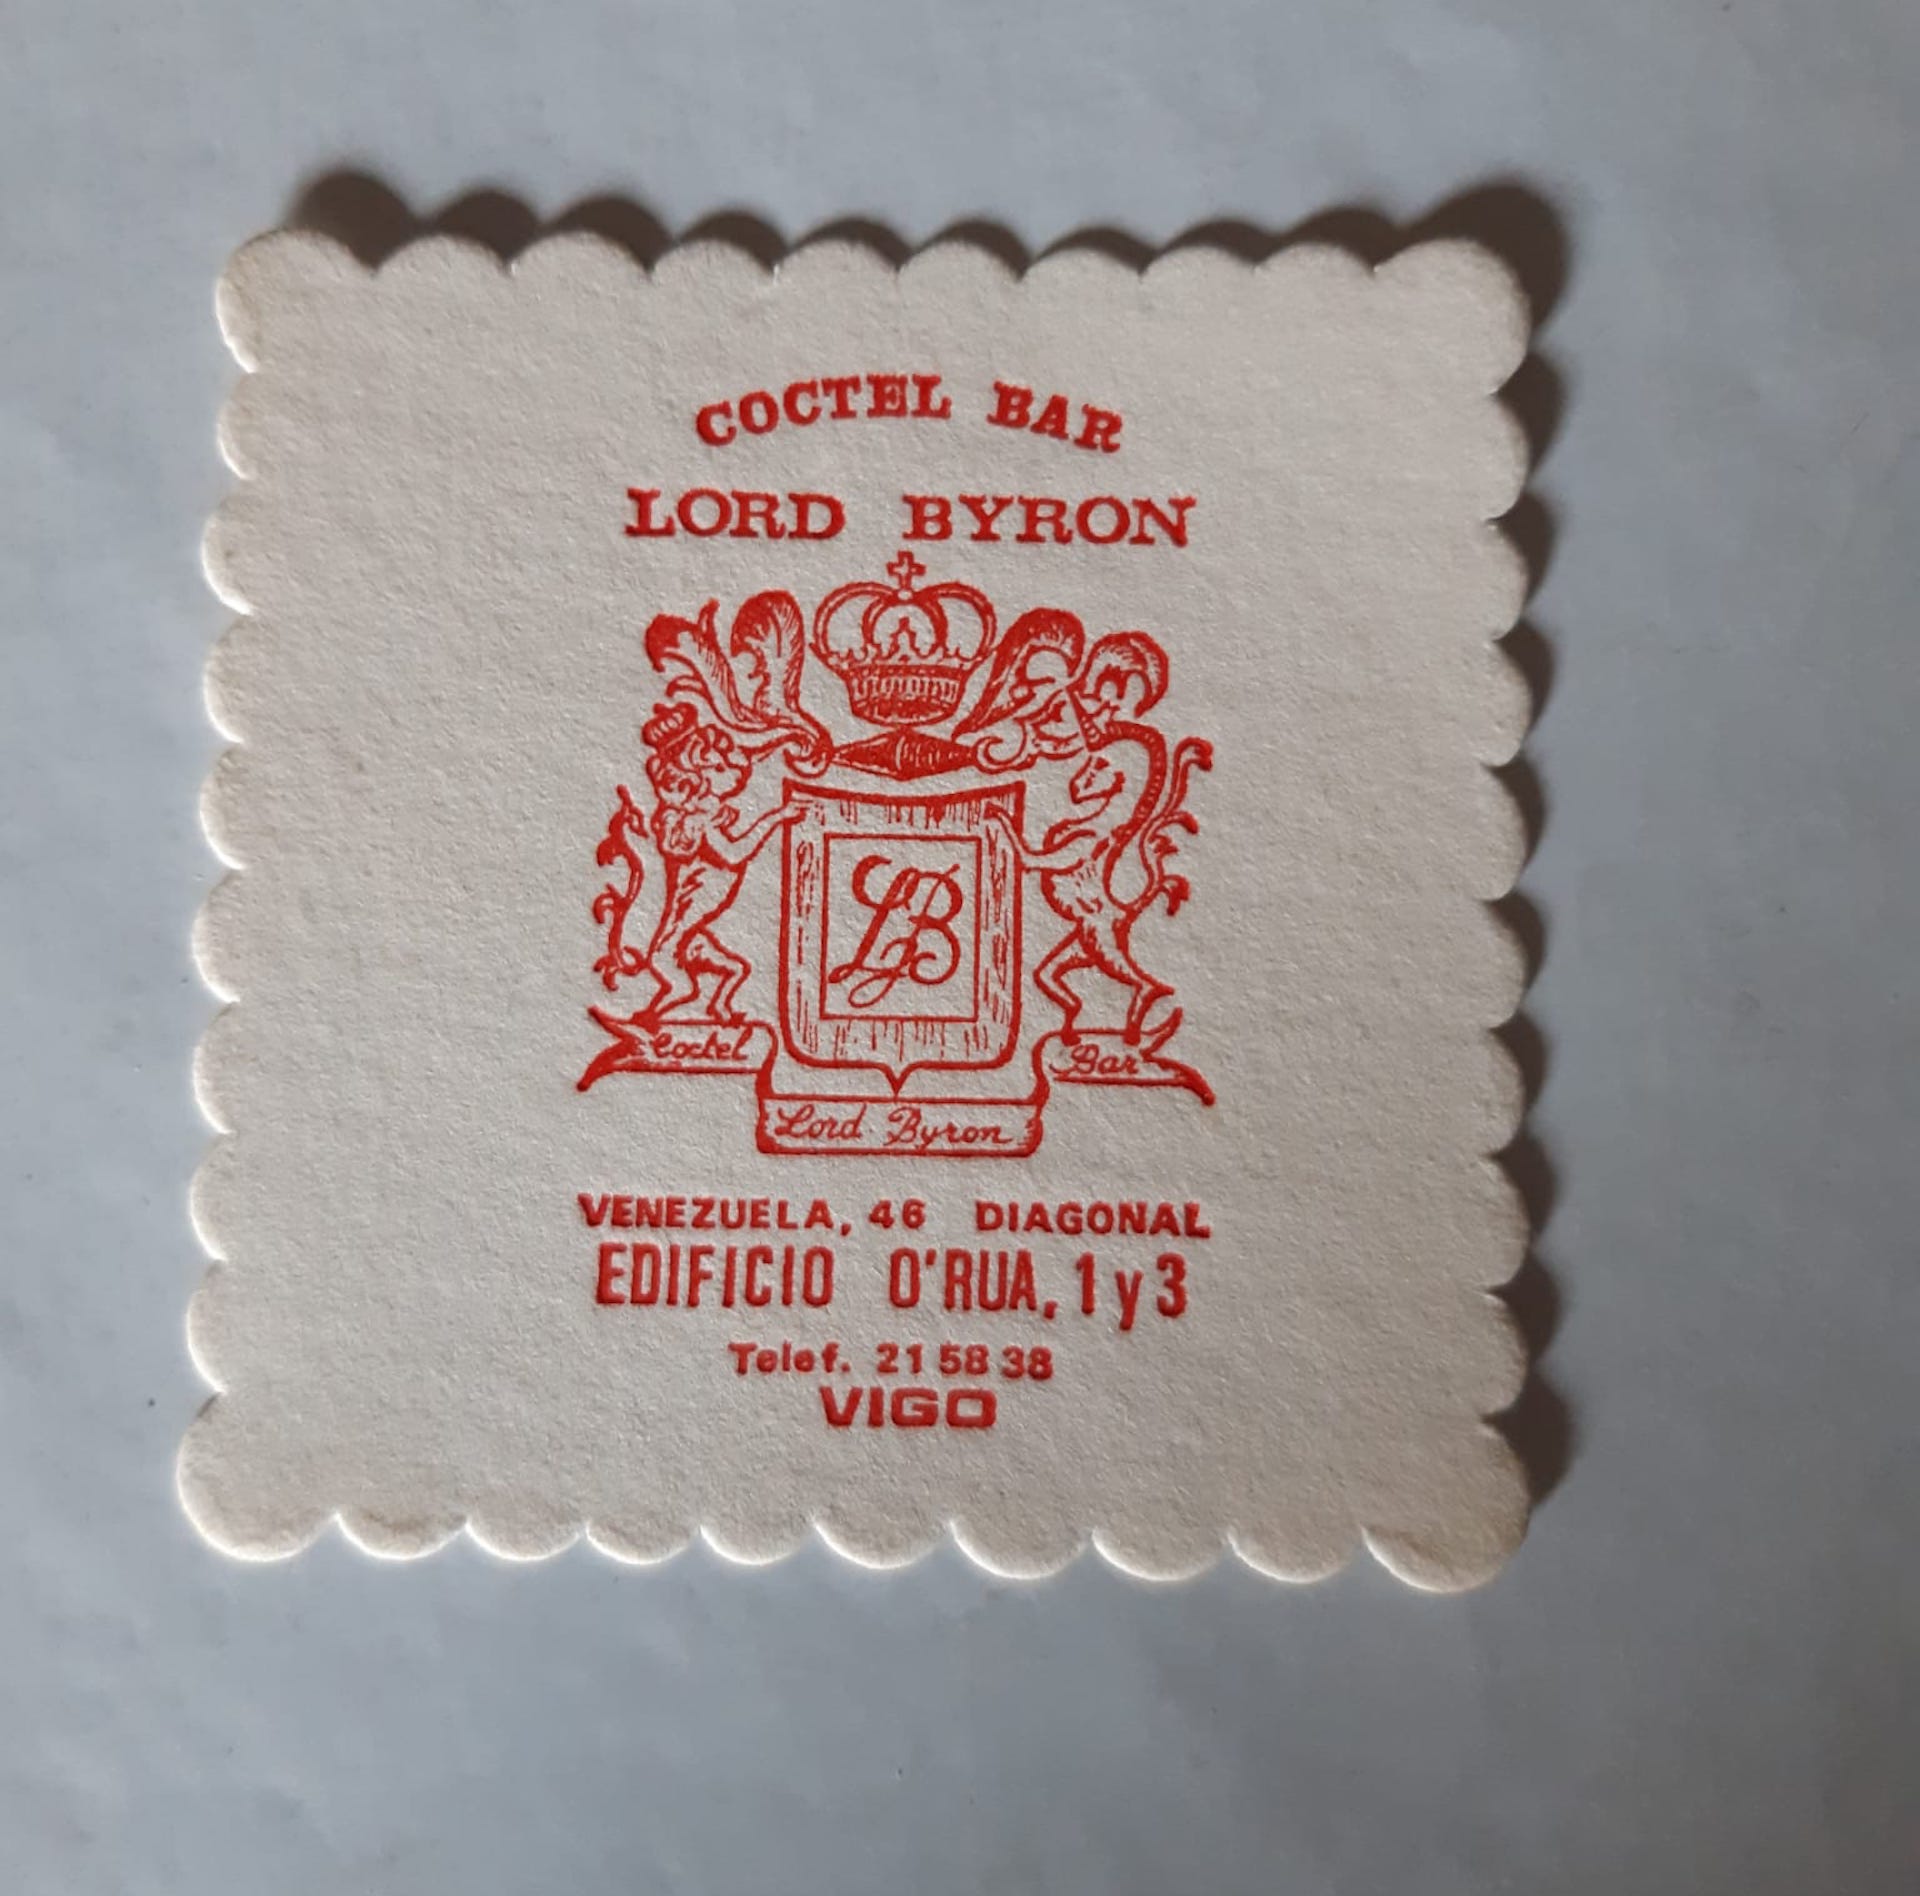 COCTEL BAR
LORD BYRON
LB
Coctel Bar
Lord Byron
VENEZUELA, 46 DIAGONAL
EDIFICIO O'RUA, 1 y 3
Telef. 21 58 38
VIGO